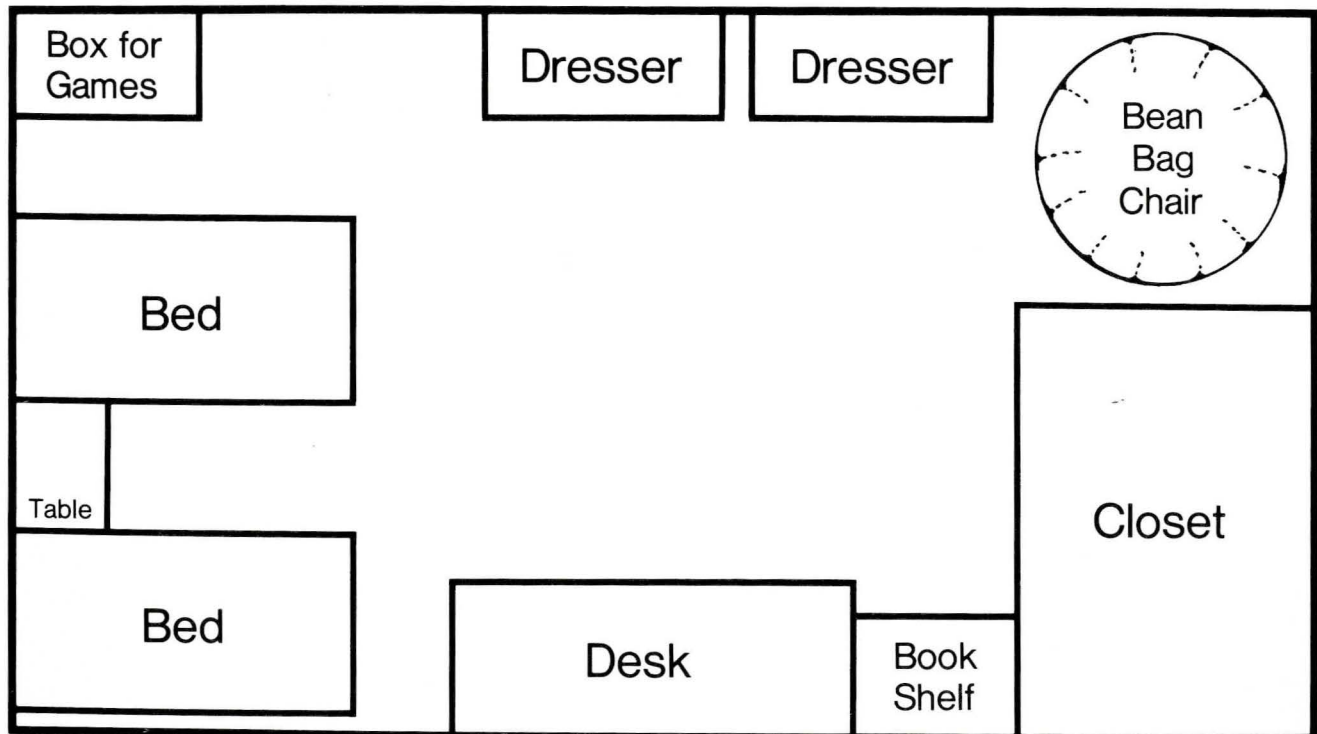 Box for
Games
Dresser
Dresser
Bean
Bag
Chair
Bed
Table
Closet
Bed
Desk
Book
Shelf